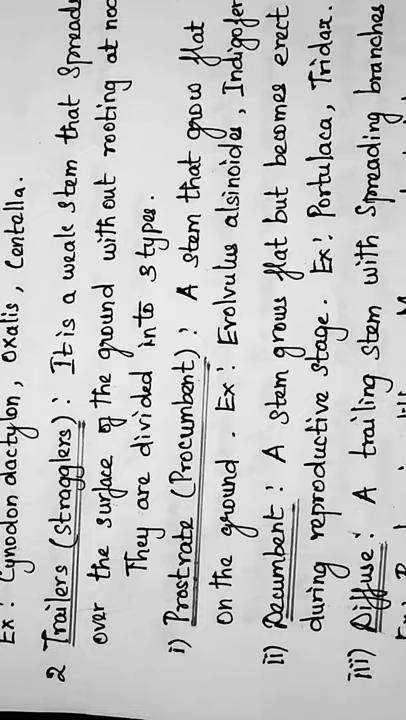 Ex: Cynodon dactylon, Oxalis, Centella.
2 Trailers (Stragglers): It is a weak stem that Spreads
over the surface of the ground without rooting at
They are divided into 3 types.
i) Prostrate (Procumbent): A stem that grow flat
on the ground. Ex: Evolvulus alsinoides,
ii) Decumbent: A stem grows flat but becomes erect
during reproductive stage. Ex: Portulaca, Tridax.
iii) Diffuse: A trailing stem with Spreading branches